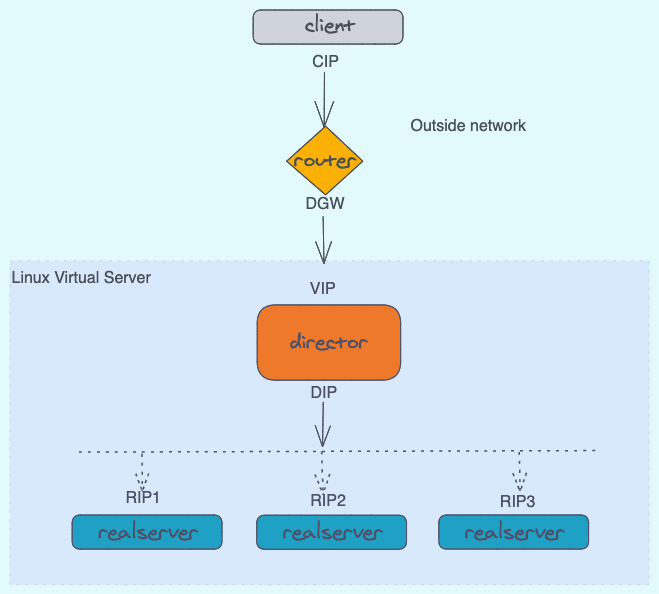 client
CIP
Outside network
router
DGW
Linux Virtual Server
VIP
director
DIP
RIP1
RIP2
RIP3
realserver
realserver
realserver